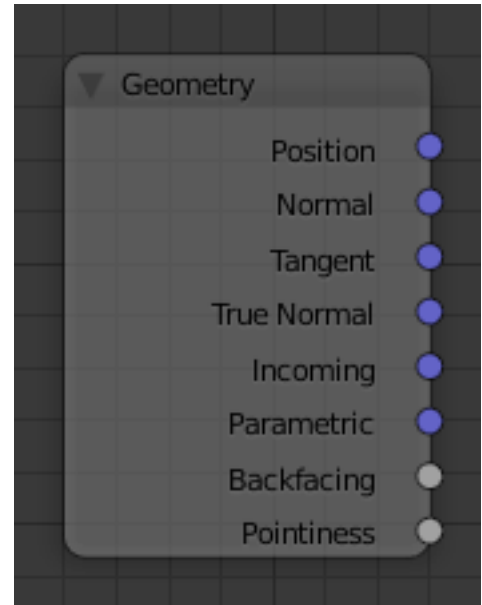 Geometry
Position
Normal
Tangent
True Normal
Incoming
Parametric
Backfacing
Pointiness